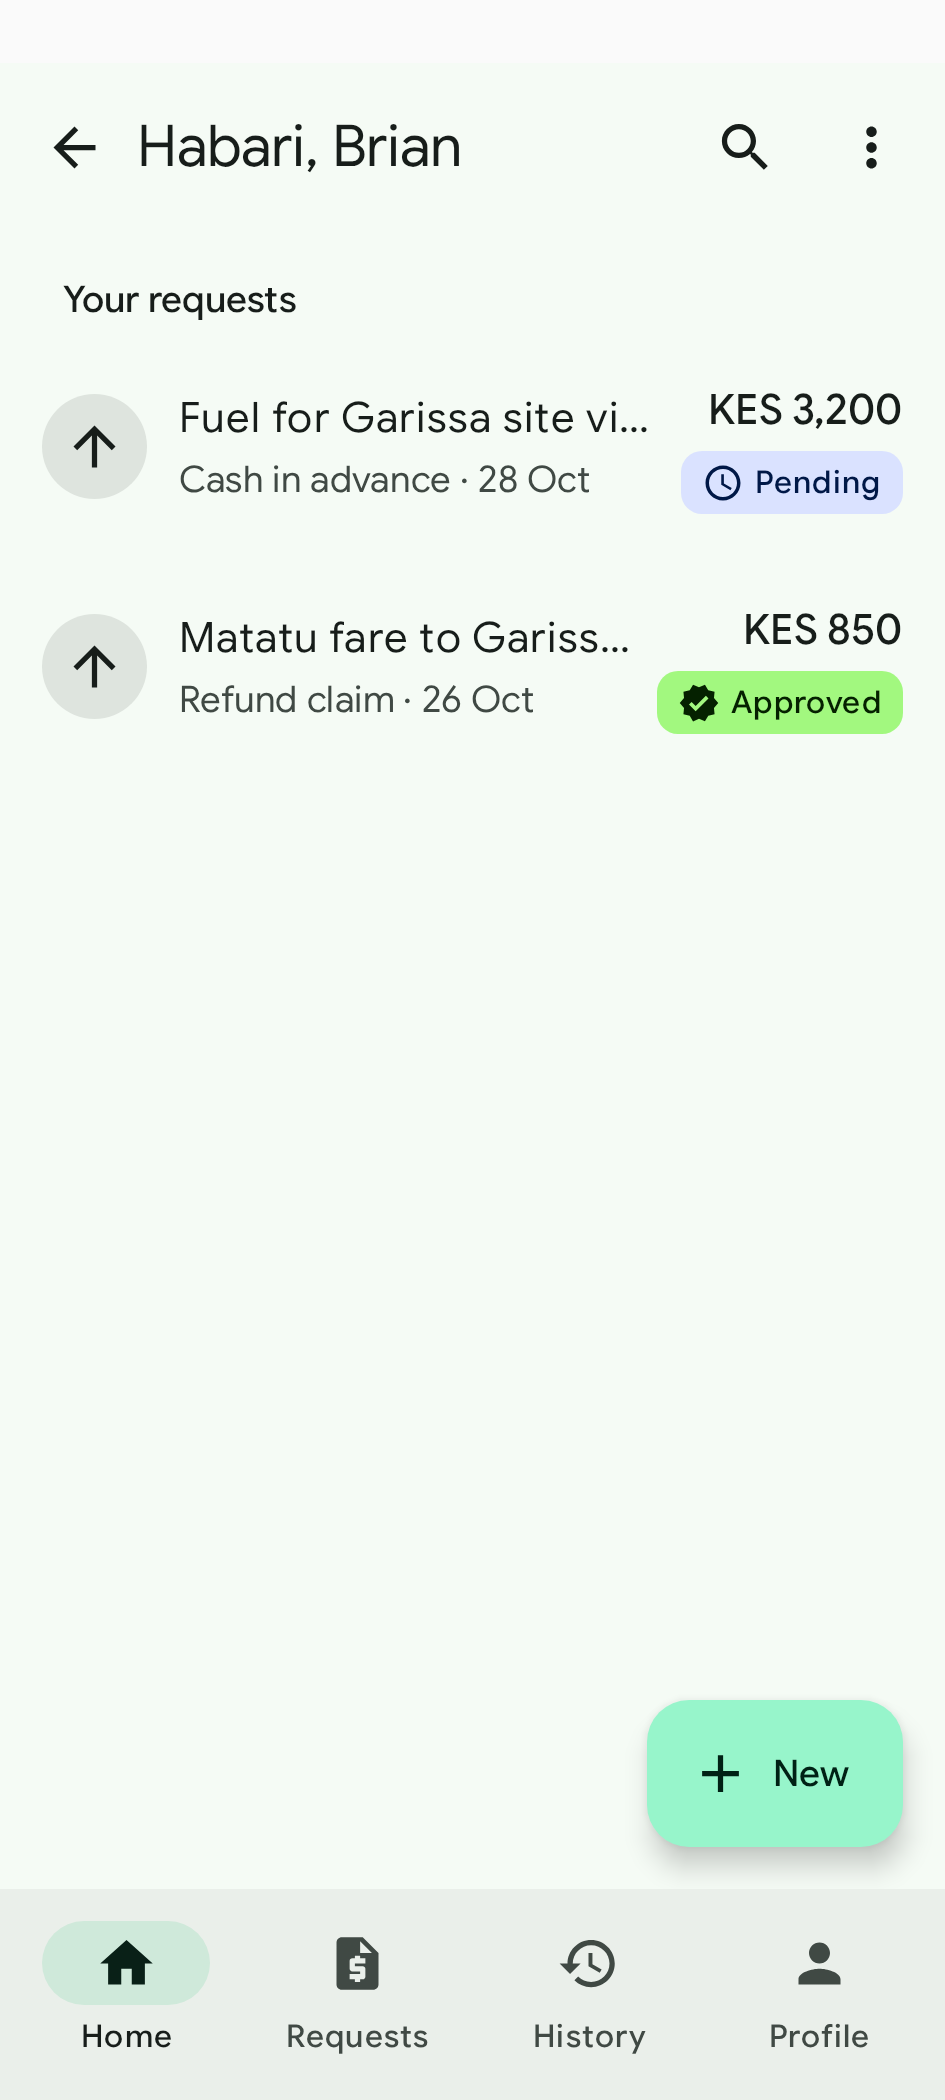 Habari, Brian
Your requests
Fuel for Garissa site vi...
KES 3,200
Cash in advance · 28 Oct
Pending
Matatu fare to Gariss...
KES 850
Refund claim · 26 Oct
Approved
New
Home
Requests
History
Profile